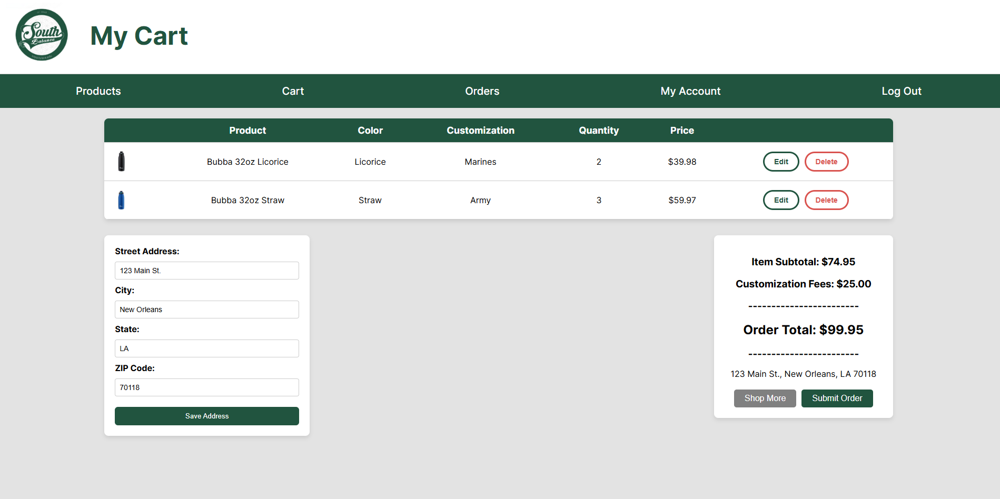 South
Balance
My Cart
Products Cart Orders My Account Log Out
Product Color Customization Quantity Price
Bubba 32oz Licorice Licorice Marines 2 $39.98 Edit Delete
Bubba 32oz Straw Straw Army 3 $59.97 Edit Delete
Street Address:
123 Main St.
City:
New Orleans
State:
LA
ZIP Code:
70118
Save Address
Item Subtotal: $74.95
Customization Fees: $25.00
------------------------
Order Total: $99.95
------------------------
123 Main St., New Orleans, LA 70118
Shop More Submit Order